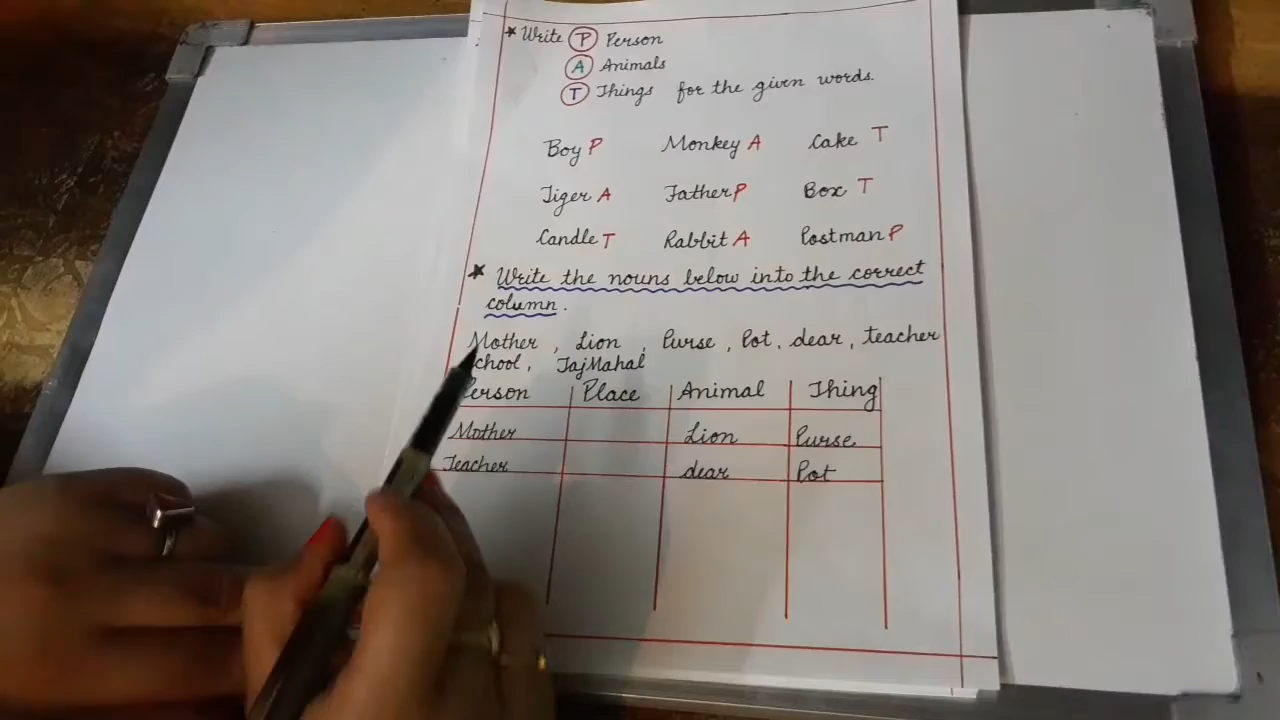 ★ Write P Person
A Animals
T Things for the given words.
Boy P Monkey A Cake T
Tiger A Father P Box T
Candle T Rabbit A Postman P
★ Write the nouns below into the correct
column.
Mother, Lion, Purse, Pot, dear, teacher
chool, TajMahal
Person Place Animal Thing
Mother Lion Purse
Teacher dear Pot